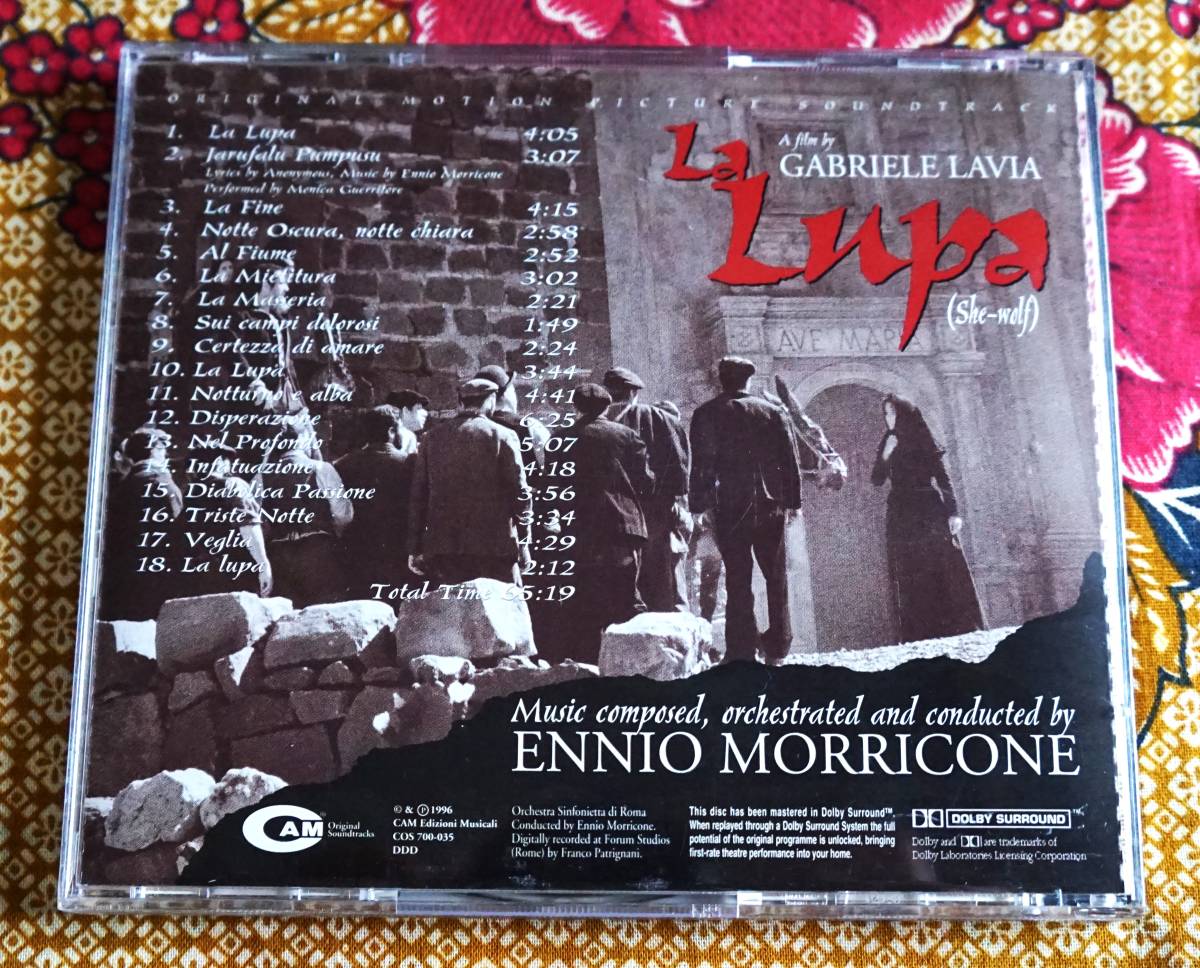 ORIGINAL MOTION PICTURE SOUNDTRACK
1. La Lupa 4:05
2. Jarufalu Pumpusu 3:07
Lyrics by Anonymous, Music by Ennio Morricone
Performed by Monica Guerritore
3. La Fine 4:15
4. Notte Oscura, notte chiara 2:58
5. Al Fiume 2:52
6. La Mietitura 3:02
7. La Masseria 2:21
8. Sui campi dolorosi 1:49
9. Certezza di amare 2:24
10. La Lupa 3:44
11. Notturno e alba 4:41
12. Disperazione 6:25
13. Nel Profondo 5:07
14. Infatuazione 4:18
15. Diabolica Passione 3:56
16. Triste Notte 3:34
17. Veglia 4:29
18. La lupa 2:12
Total Time 65:19
A film by
GABRIELE LAVIA
La
Lupa
(She-wolf)
AVE MARIA
Music composed, orchestrated and conducted by
ENNIO MORRICONE
CAM Original
Soundtracks
© & ℗ 1996
CAM Edizioni Musicali
COS 700-035
DDD
Orchestra Sinfonietta di Roma
Conducted by Ennio Morricone.
Digitally recorded at Forum Studios
(Rome) by Franco Patrignani.
This disc has been mastered in Dolby Surround™.
When replayed through a Dolby Surround System the full
potential of the original programme is unlocked, bringing
first-rate theatre performance into your home.
DOLBY SURROUND™
Dolby and are trademarks of
Dolby Laboratories Licensing Corporation